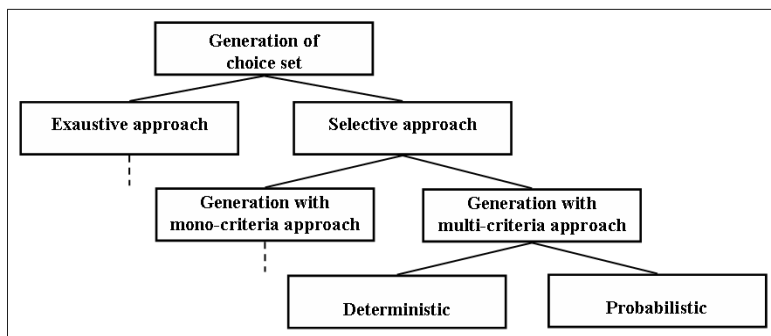 Generation of
choice set
Exaustive approach
Selective approach
Generation with
mono-criteria approach
Generation with
multi-criteria approach
Deterministic
Probabilistic